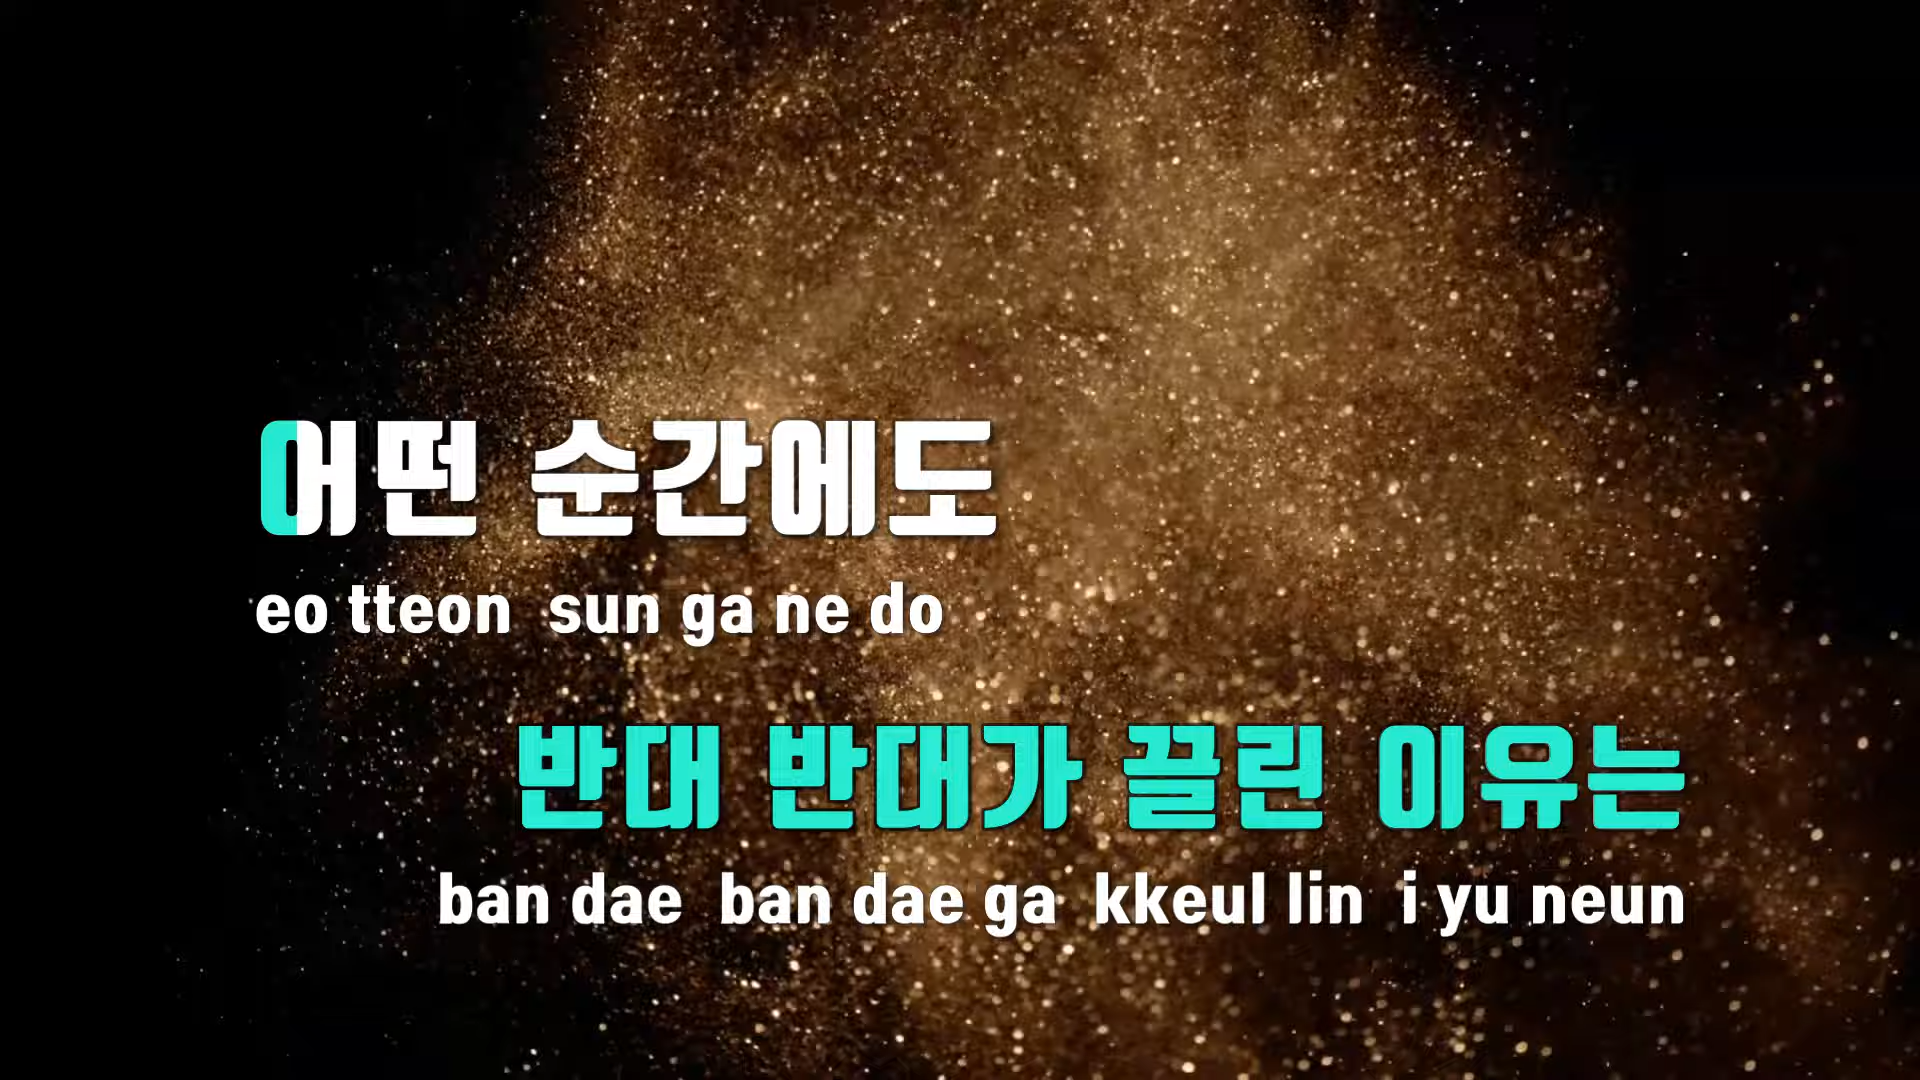 어떤 순간에도
eo tteon sun ga ne do
반대 반대가 끌린 이유는
ban dae ban dae ga kkeul lin i yu neun